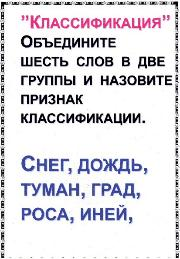 "Классификация"
Объедините
шесть слов в две
группы и назовите
признак
классификации.
Снег, дождь,
туман, град,
роса, иней,